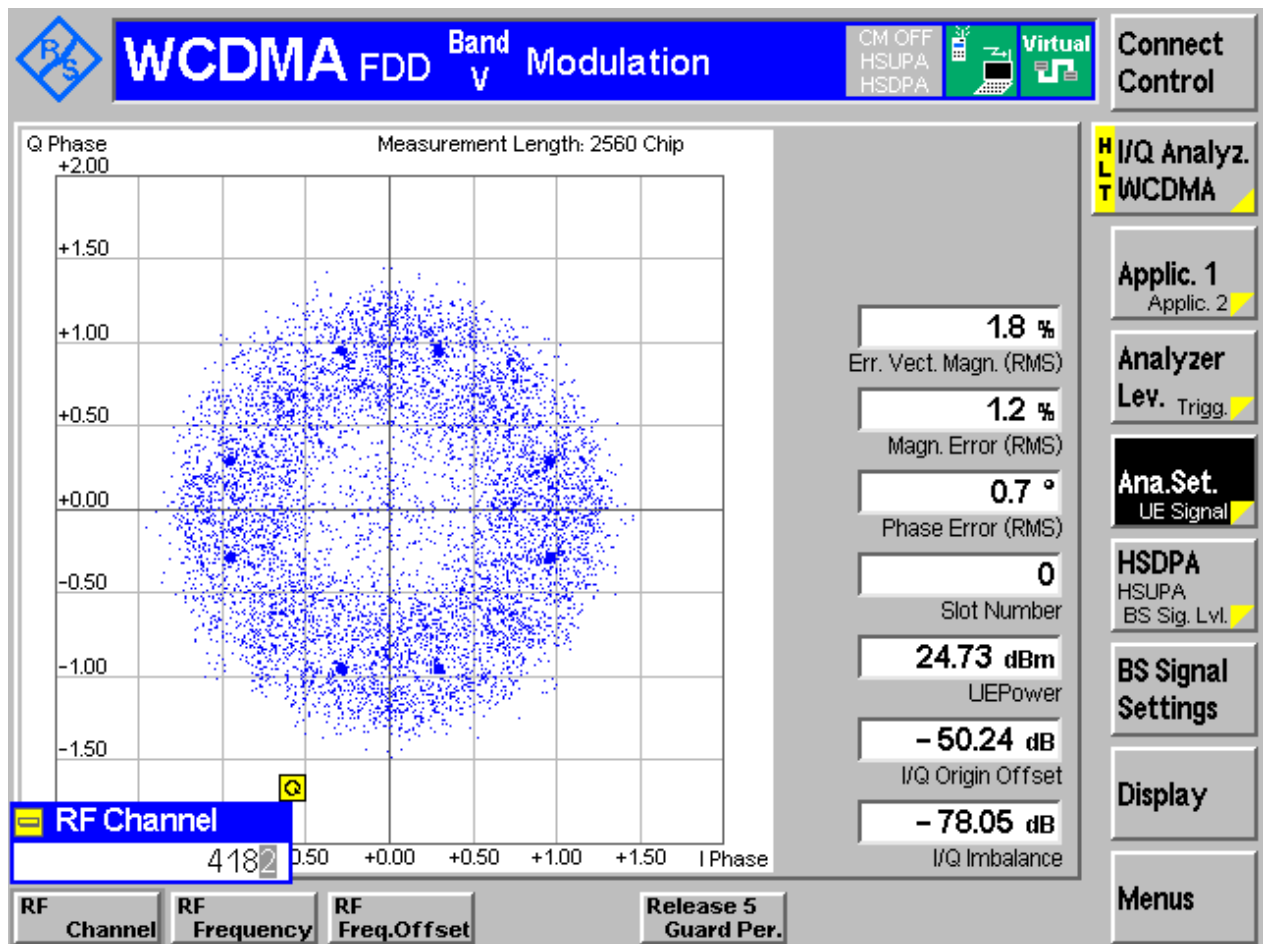 R&S
WCDMA FDD Band V Modulation
CM OFF
HSUPA
HSDPA
Virtual
Connect
Control
Q Phase
Measurement Length: 2560 Chip
+2.00
+1.50
+1.00
+0.50
+0.00
-0.50
-1.00
-1.50
0.50 +0.00 +0.50 +1.00 +1.50 I Phase
Q
RF Channel
4182
1.8 %
Err. Vect. Magn. (RMS)
1.2 %
Magn. Error (RMS)
0.7 °
Phase Error (RMS)
0
Slot Number
24.73 dBm
UEPower
-50.24 dB
I/Q Origin Offset
-78.05 dB
I/Q Imbalance
HLT
I/Q Analyz.
WCDMA
Applic. 1
Applic. 2
Analyzer
Lev. Trigg.
Ana.Set.
UE Signal
HSDPA
HSUPA
BS Sig. Lvl.
BS Signal
Settings
Display
Menus
RF
Channel
RF
Frequency
RF
Freq.Offset
Release 5
Guard Per.